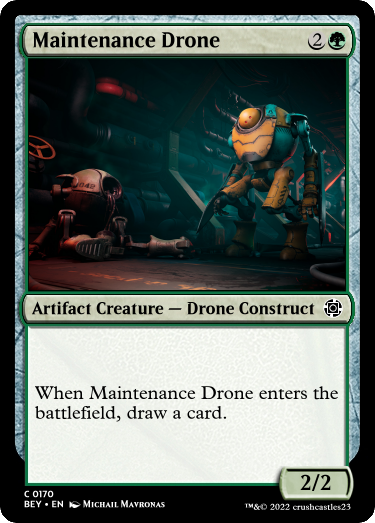 Maintenance Drone 2
Artifact Creature — Drone Construct
When Maintenance Drone enters the
battlefield, draw a card.
2/2
C 0170
BEY • EN Michail Mavronas
™&© 2022 crushcastles23